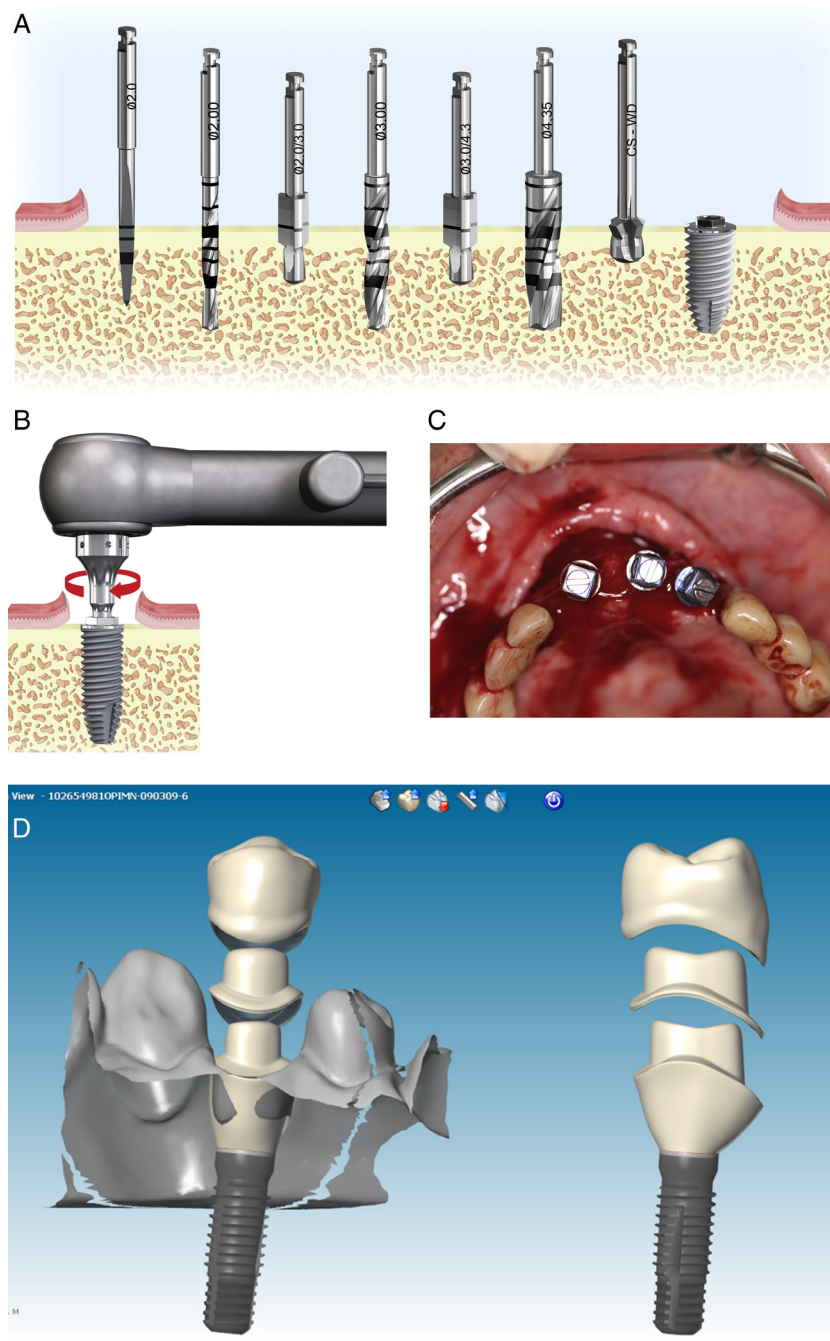 A
Ø2.0
Ø2.00
Ø2.0/3.0
Ø3.00
Ø3.0/4.3
Ø4.35
CS - WD
B
C
View - 102654981OPIMN-090309-6
D
. M